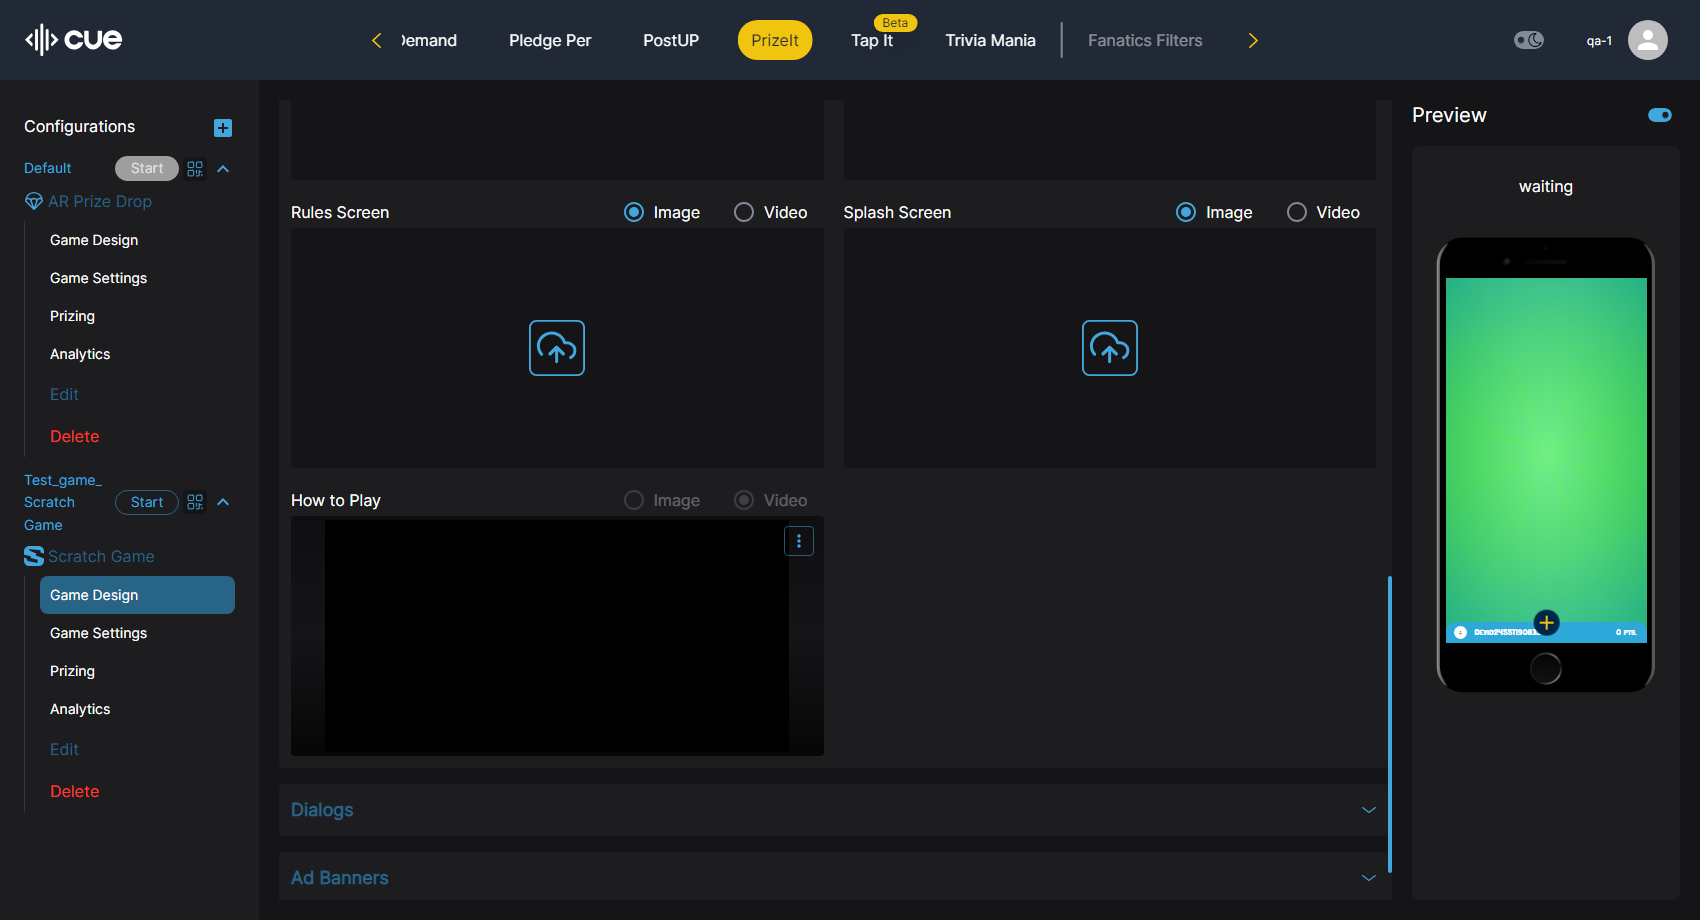 cue
Demand
Pledge Per
PostUP
PrizeIt
Beta
Tap It
Trivia Mania
Fanatics Filters
qa-1
Configurations
Default
Start
AR Prize Drop
Game Design
Game Settings
Prizing
Analytics
Edit
Delete
Test_game_
Scratch
Game
Start
Scratch Game
Game Design
Game Settings
Prizing
Analytics
Edit
Delete
Rules Screen
Image
Video
Splash Screen
Image
Video
How to Play
Image
Video
Dialogs
Ad Banners
Preview
waiting
0 PTS.